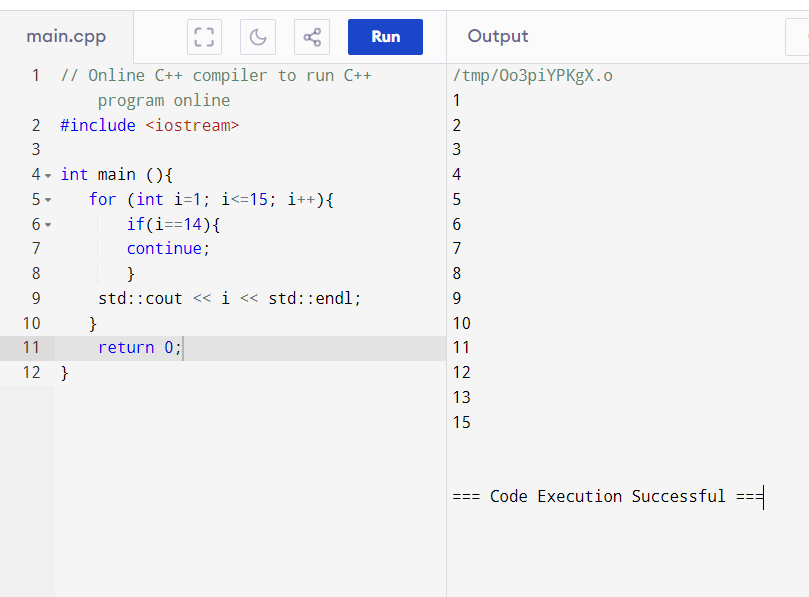 main.cpp
Run
Output
1 // Online C++ compiler to run C++
program online
2 #include <iostream>
3
4 int main (){
5 for (int i=1; i<=15; i++){
6 if(i==14){
7 continue;
8 }
9 std::cout << i << std::endl;
10 }
11 return 0;
12 }
/tmp/Oo3piYPKgX.o
1
2
3
4
5
6
7
8
9
10
11
12
13
15
=== Code Execution Successful ===